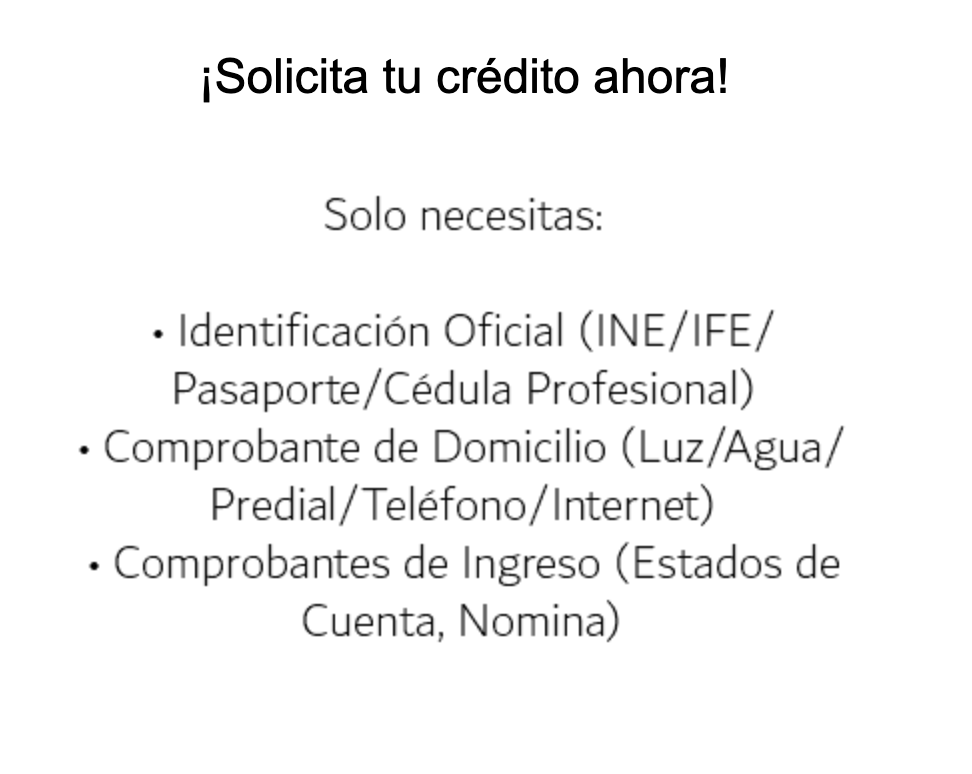 ¡Solicita tu crédito ahora!
Solo necesitas:
• Identificación Oficial (INE/IFE/
Pasaporte/Cédula Profesional)
• Comprobante de Domicilio (Luz/Agua/
Predial/Teléfono/Internet)
• Comprobantes de Ingreso (Estados de
Cuenta, Nomina)